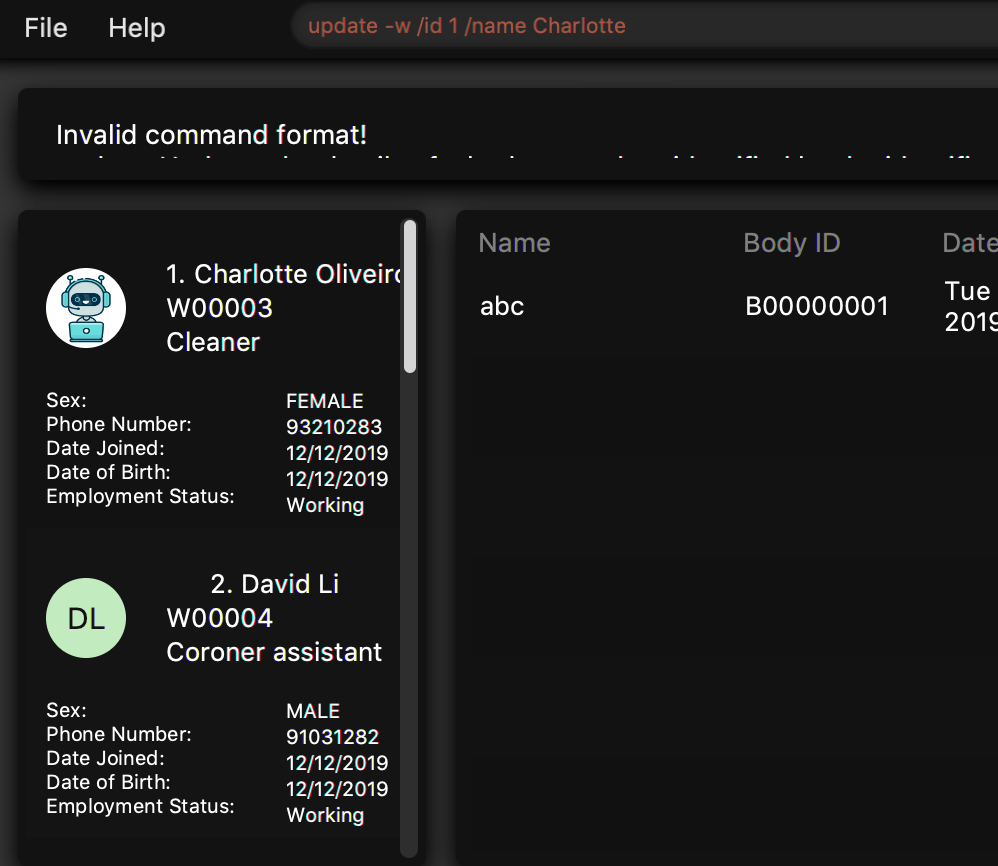 File Help
update -w /id 1 /name Charlotte
Invalid command format!
Name Body ID Date
abc B00000001 Tue
2019
1. Charlotte
W00003
Cleaner
Sex: FEMALE
Phone Number: 93210283
Date Joined: 12/12/2019
Date of Birth: 12/12/2019
Employment Status: Working
DL
2. David Li
W00004
Coroner assistant
Sex: MALE
Phone Number: 91031282
Date Joined: 12/12/2019
Date of Birth: 12/12/2019
Employment Status: Working